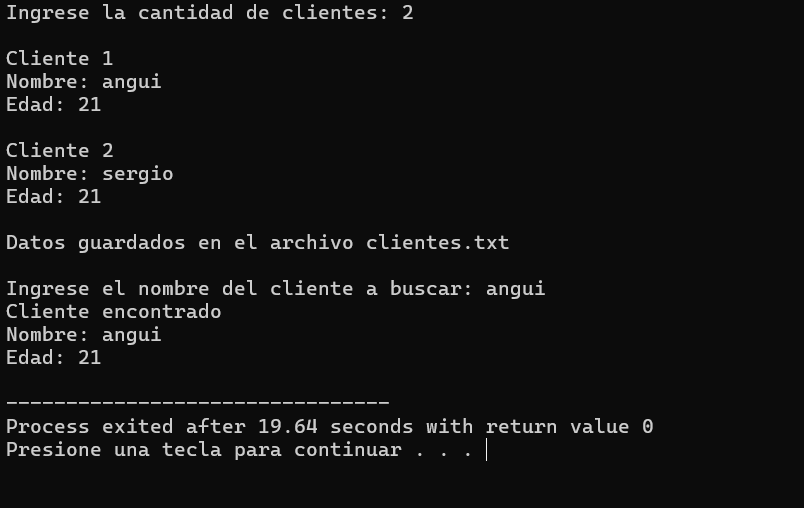 Ingrese la cantidad de clientes: 2
Cliente 1
Nombre: angui
Edad: 21
Cliente 2
Nombre: sergio
Edad: 21
Datos guardados en el archivo clientes.txt
Ingrese el nombre del cliente a buscar: angui
Cliente encontrado
Nombre: angui
Edad: 21
--------------------------------
Process exited after 19.64 seconds with return value 0
Presione una tecla para continuar . . .